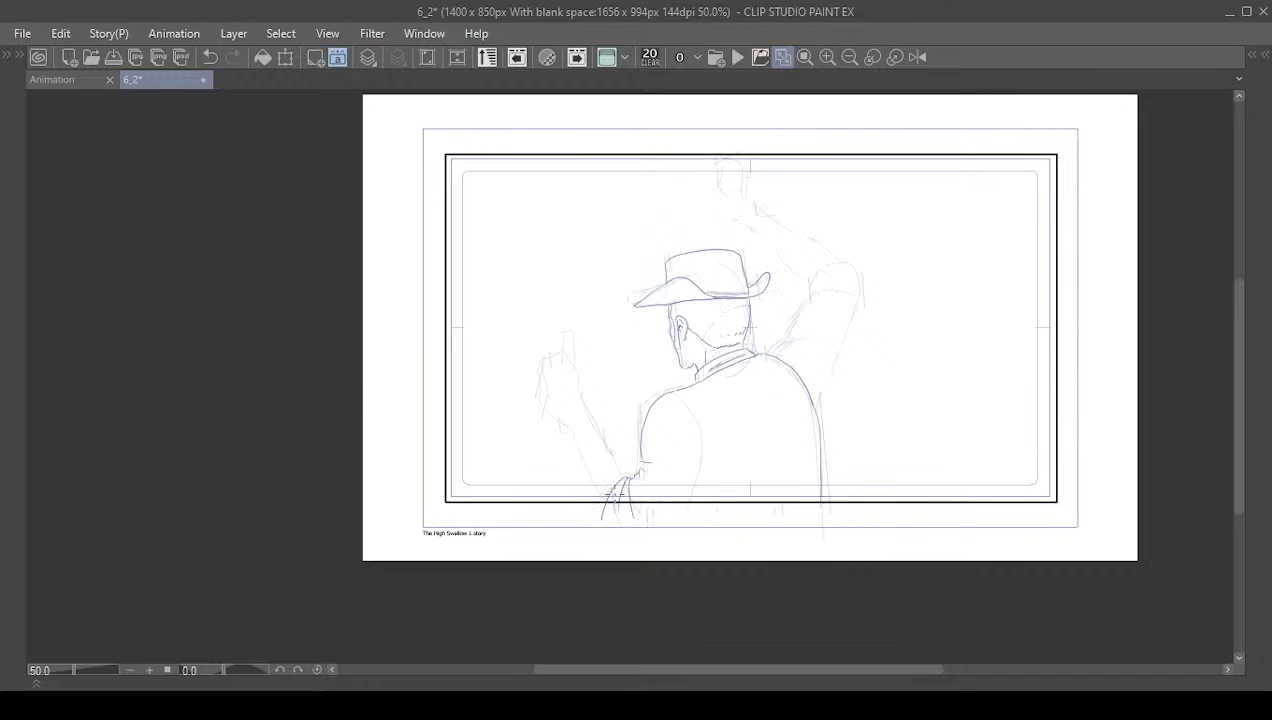 6_2* (1400 x 850px With blank space:1656 x 994px 144dpi 50.0%) - CLIP STUDIO PAINT EX
File Edit Story(P) Animation Layer Select View Filter Window Help
20 CLEAR 0
Animation 6_2*
The High Swallow 1 story
50.0 0.0